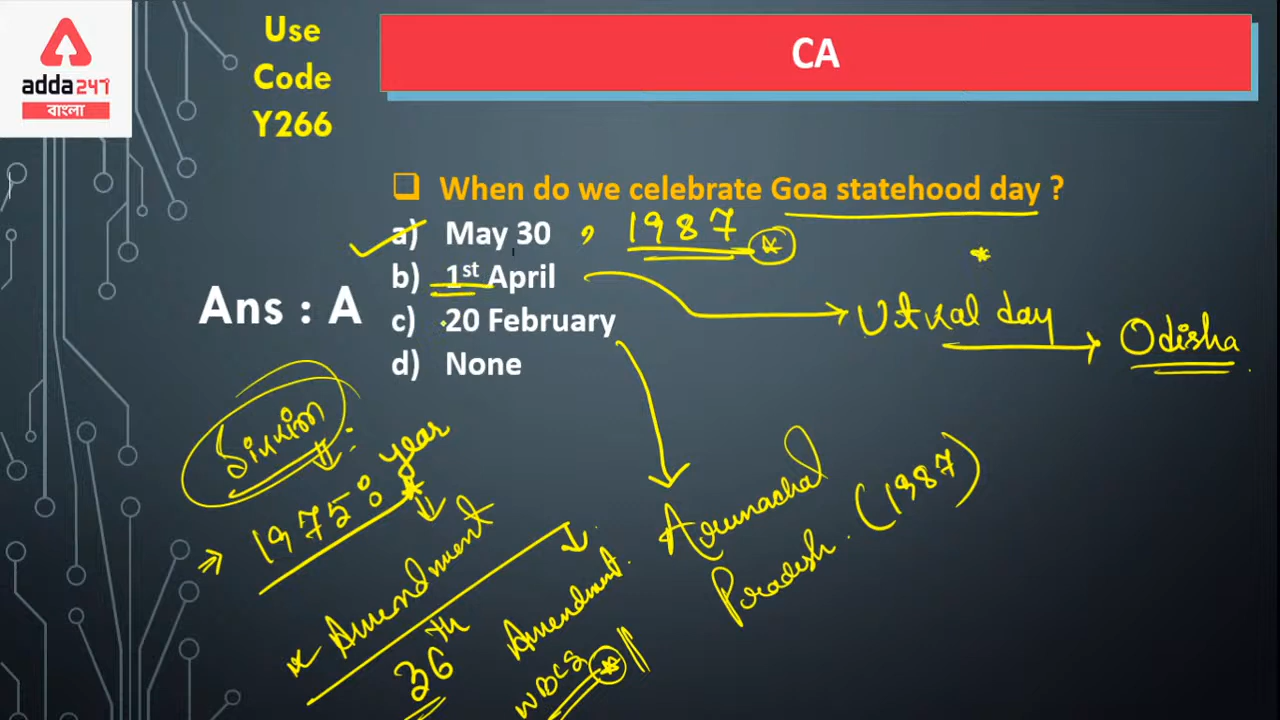 adda247
বাংলা
Use
Code
Y266
CA
❑ When do we celebrate Goa statehood day ?
a) May 30 , 1987
b) 1st April
Utkal day
Odisha
c) 20 February
d) None
Ans : A
Sikkim
1975 : year
Amendment
36th
Amendment.
WBCS
Arunachal
Pradesh. (1987)